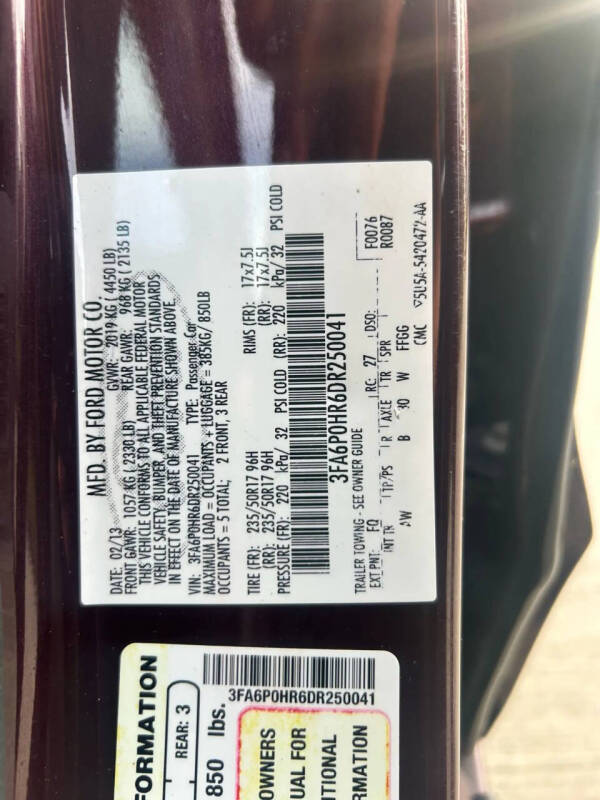 MFD. BY FORD MOTOR CO.
DATE: 02/13 GVWR: 2019 KG ( 4450 LB)
FRONT GAWR: 1057 KG ( 2330 LB) REAR GAWR: 968 KG ( 2135 LB)
THIS VEHICLE CONFORMS TO ALL APPLICABLE FEDERAL MOTOR
VEHICLE SAFETY, BUMPER, AND THEFT PREVENTION STANDARDS
IN EFFECT ON THE DATE OF MANUFACTURE SHOWN ABOVE.
VIN: 3FA6P0HR6DR250041 TYPE: Passenger Car
MAXIMUM LOAD = OCCUPANTS + LUGGAGE = 385KG/ 850LB
OCCUPANTS = 5 TOTAL; 2 FRONT, 3 REAR
TIRE (FR): 235/50R17 96H RIMS (FR): 17x7.5J
(RR): 235/50R17 96H (RR): 17x7.5J
PRESSURE (FR): 220 kPa/ 32 PSI COLD (RR): 220 kPa/ 32 PSI COLD
3FA6P0HR6DR250041
F0076
R0087
TRAILER TOWING - SEE OWNER GUIDE
EXT PNT: FQ RC: 27 DSO:
INT TR TP/PS R AXLE TR SPR
AW B W FFGG
CMC
▽5U5A-5420472-AA
3FA6P0HR6DR250041
FORMATION
REAR: 3
850 lbs.
OWNERS
UAL FOR
ITIONAL
RMATION